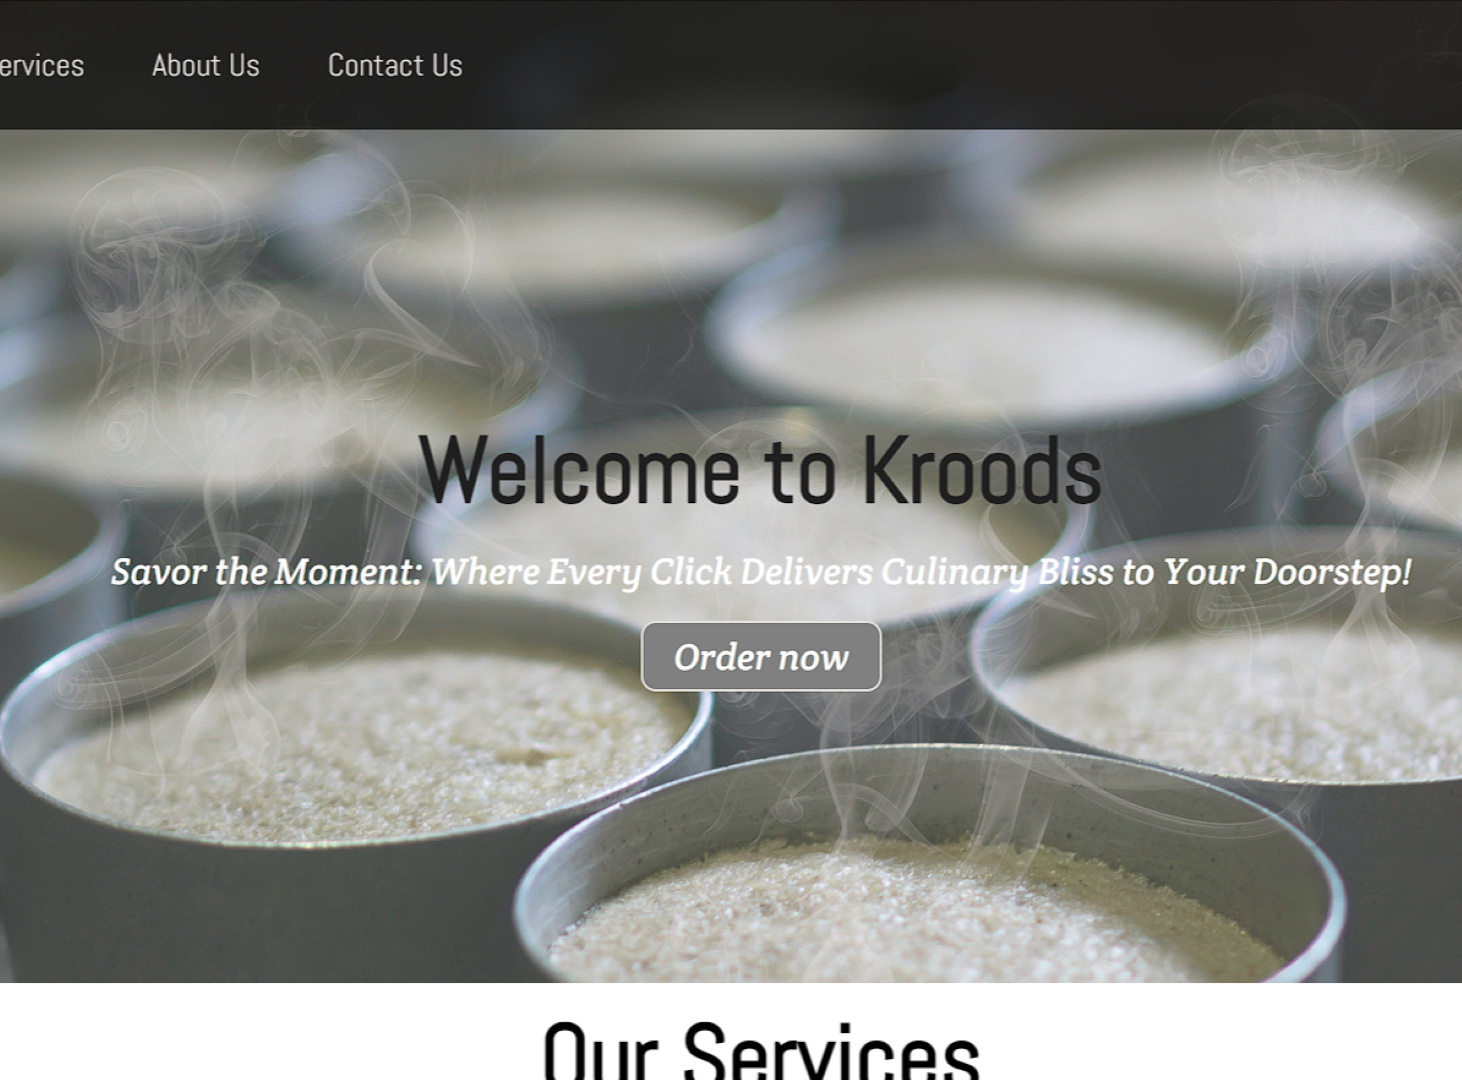 ervices
About Us
Contact Us
Welcome to Kroods
Savor the Moment: Where Every Click Delivers Culinary Bliss to Your Doorstep!
Order now
Our Services